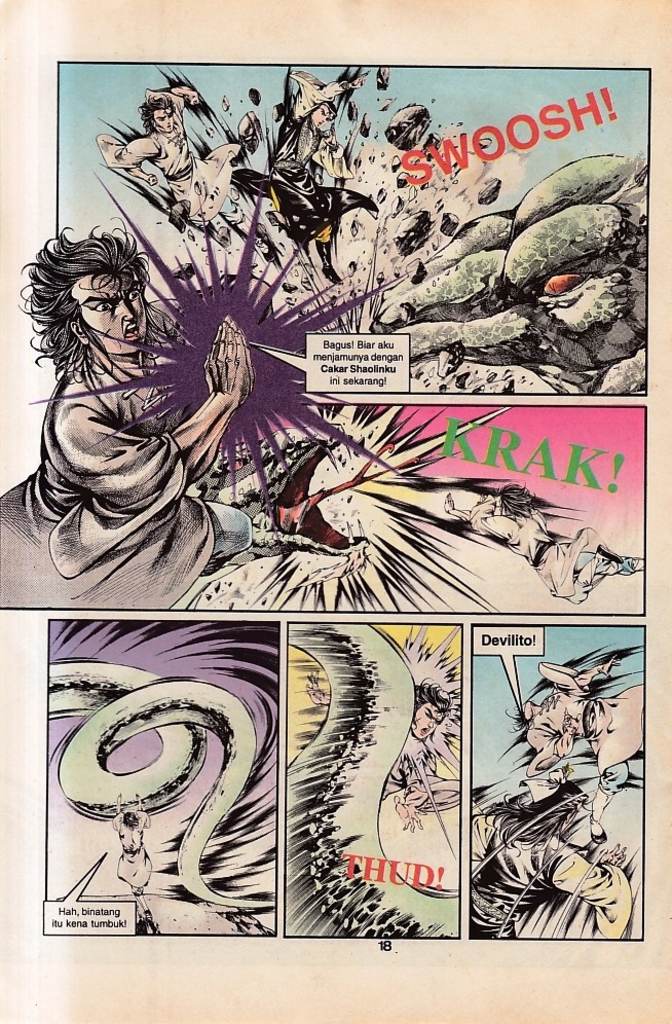 SWOOSH!
Bagus! Biar aku
menjamunya dengan
Cakar Shaolinku
ini sekarang!
KRAK!
Hah, binatang
itu kena tumbuk!
THUD!
Devilito!
18